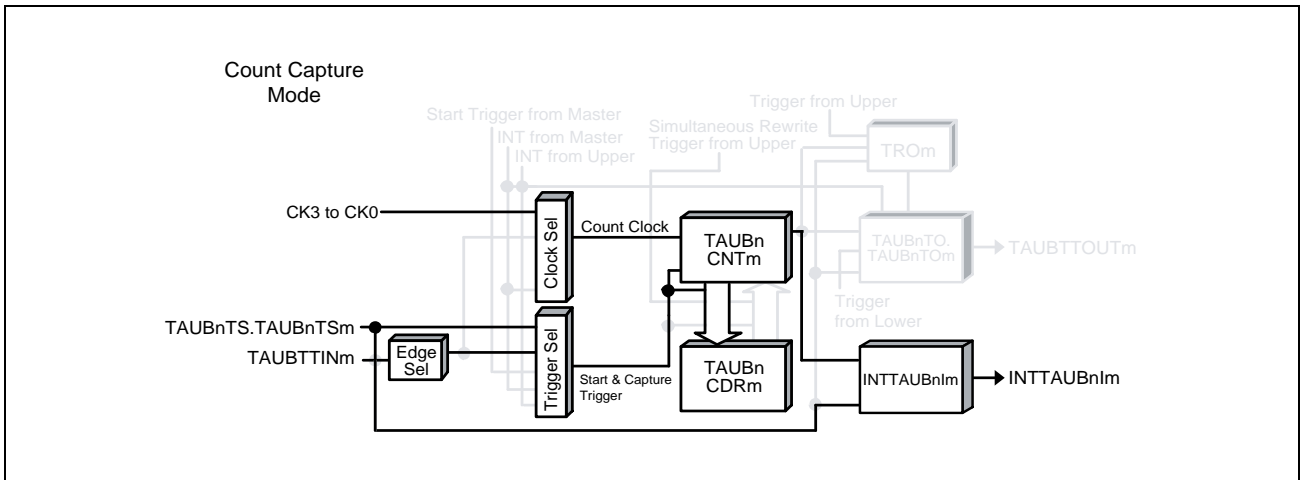 Count Capture
Mode
Trigger from Upper
Start Trigger from Master
Simultaneous Rewrite
Trigger from Upper
INT from Master
INT from Upper
TROm
CK3 to CK0
Clock Sel
Count Clock
TAUBn
CNTm
TAUBnTO.
TAUBnTOm
TAUBTTOUTm
Trigger
from Lower
TAUBnTS.TAUBnTSm
TAUBTTINm
Edge
Sel
Trigger Sel
Start & Capture
Trigger
TAUBn
CDRm
INTTAUBnIm
INTTAUBnIm